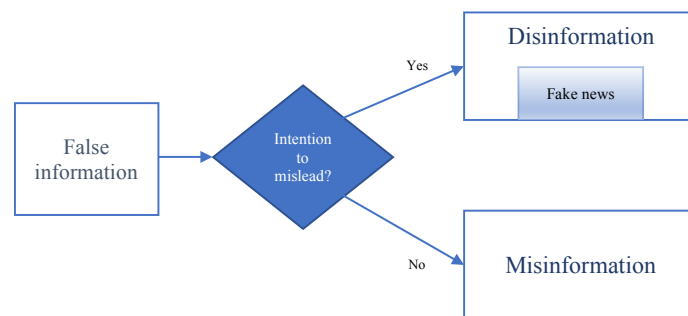 False
information
Intention
to
mislead?
Yes
Disinformation
Fake news
No
Misinformation